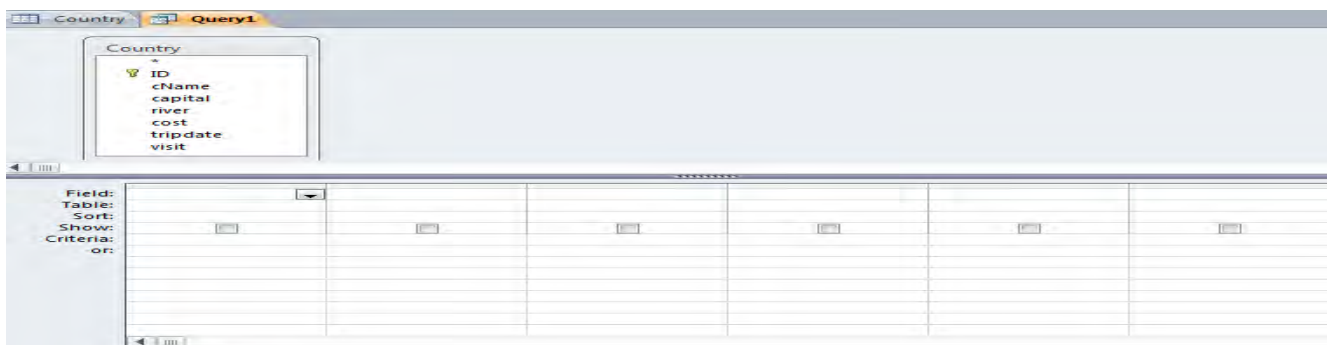 Country Query1
Country
*
ID
cName
capital
river
cost
tripdate
visit
Field:
Table:
Sort:
Show:
Criteria:
or: